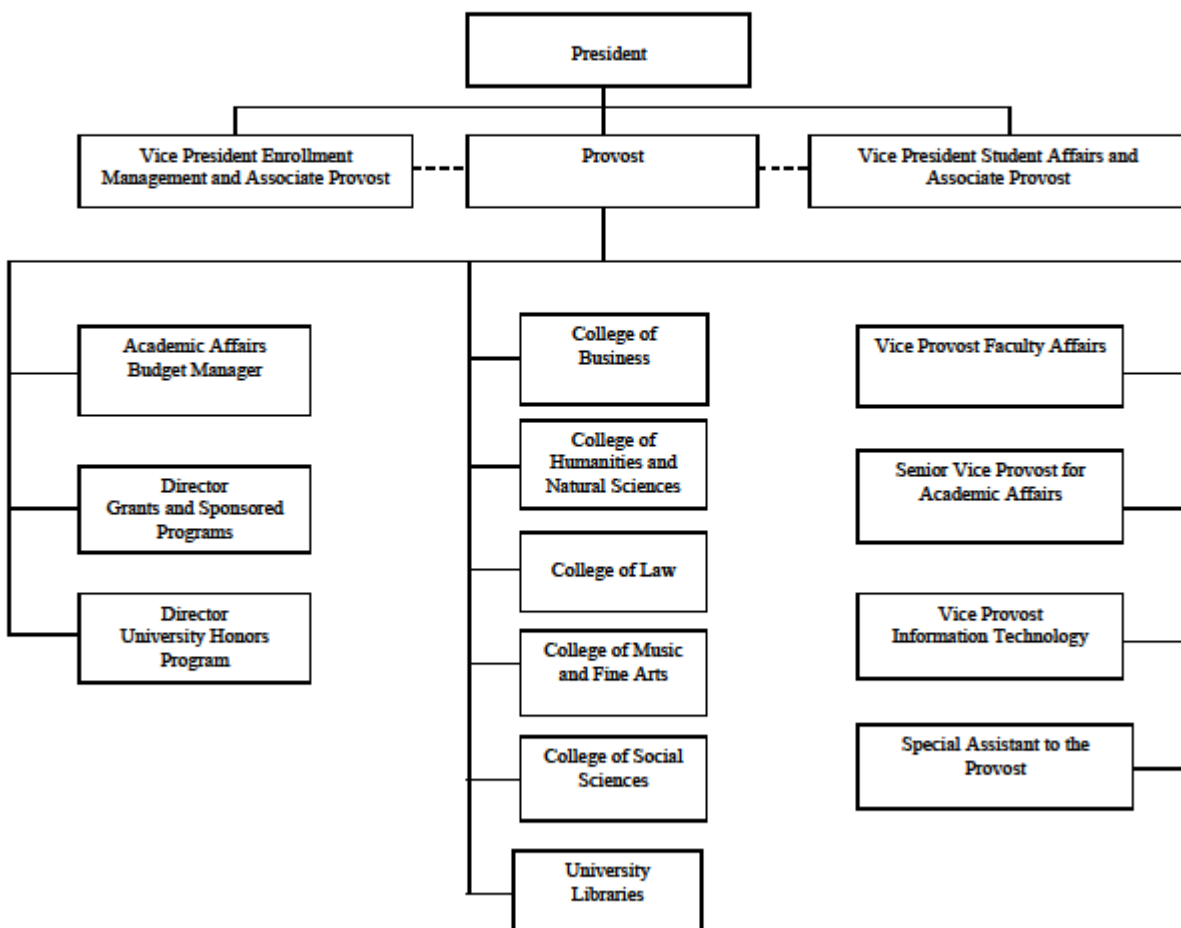 President
Vice President Enrollment
Management and Associate Provost
Provost
Vice President Student Affairs and
Associate Provost
Academic Affairs
Budget Manager
Director
Grants and Sponsored
Programs
Director
University Honors
Program
College of
Business
College of
Humanities and
Natural Sciences
College of Law
College of Music
and Fine Arts
College of Social
Sciences
University
Libraries
Vice Provost Faculty Affairs
Senior Vice Provost for
Academic Affairs
Vice Provost
Information Technology
Special Assistant to the
Provost